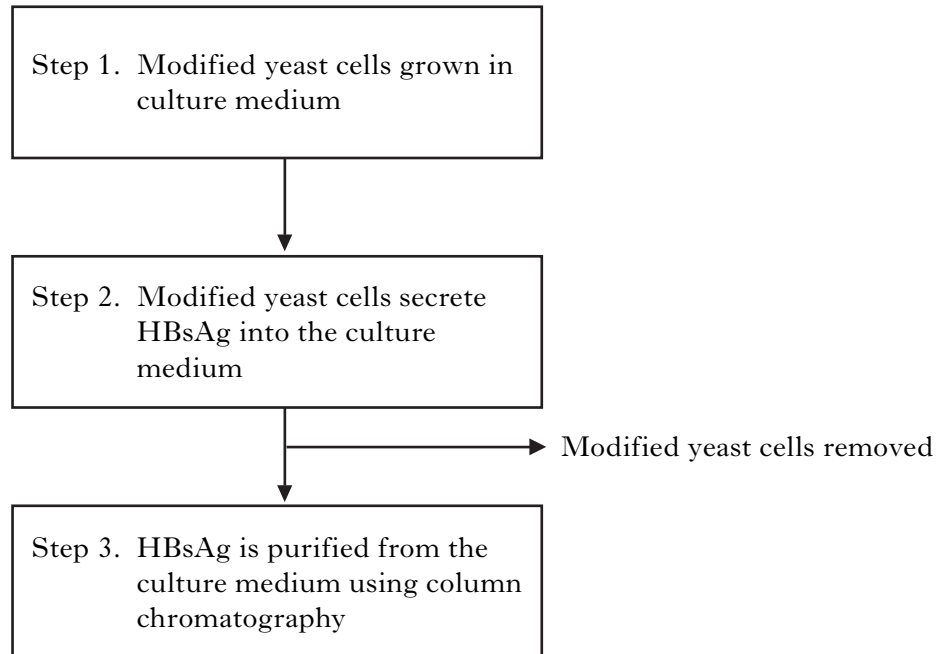 Step 1. Modified yeast cells grown in
culture medium
Step 2. Modified yeast cells secrete
HBsAg into the culture
medium
Modified yeast cells removed
Step 3. HBsAg is purified from the
culture medium using column
chromatography